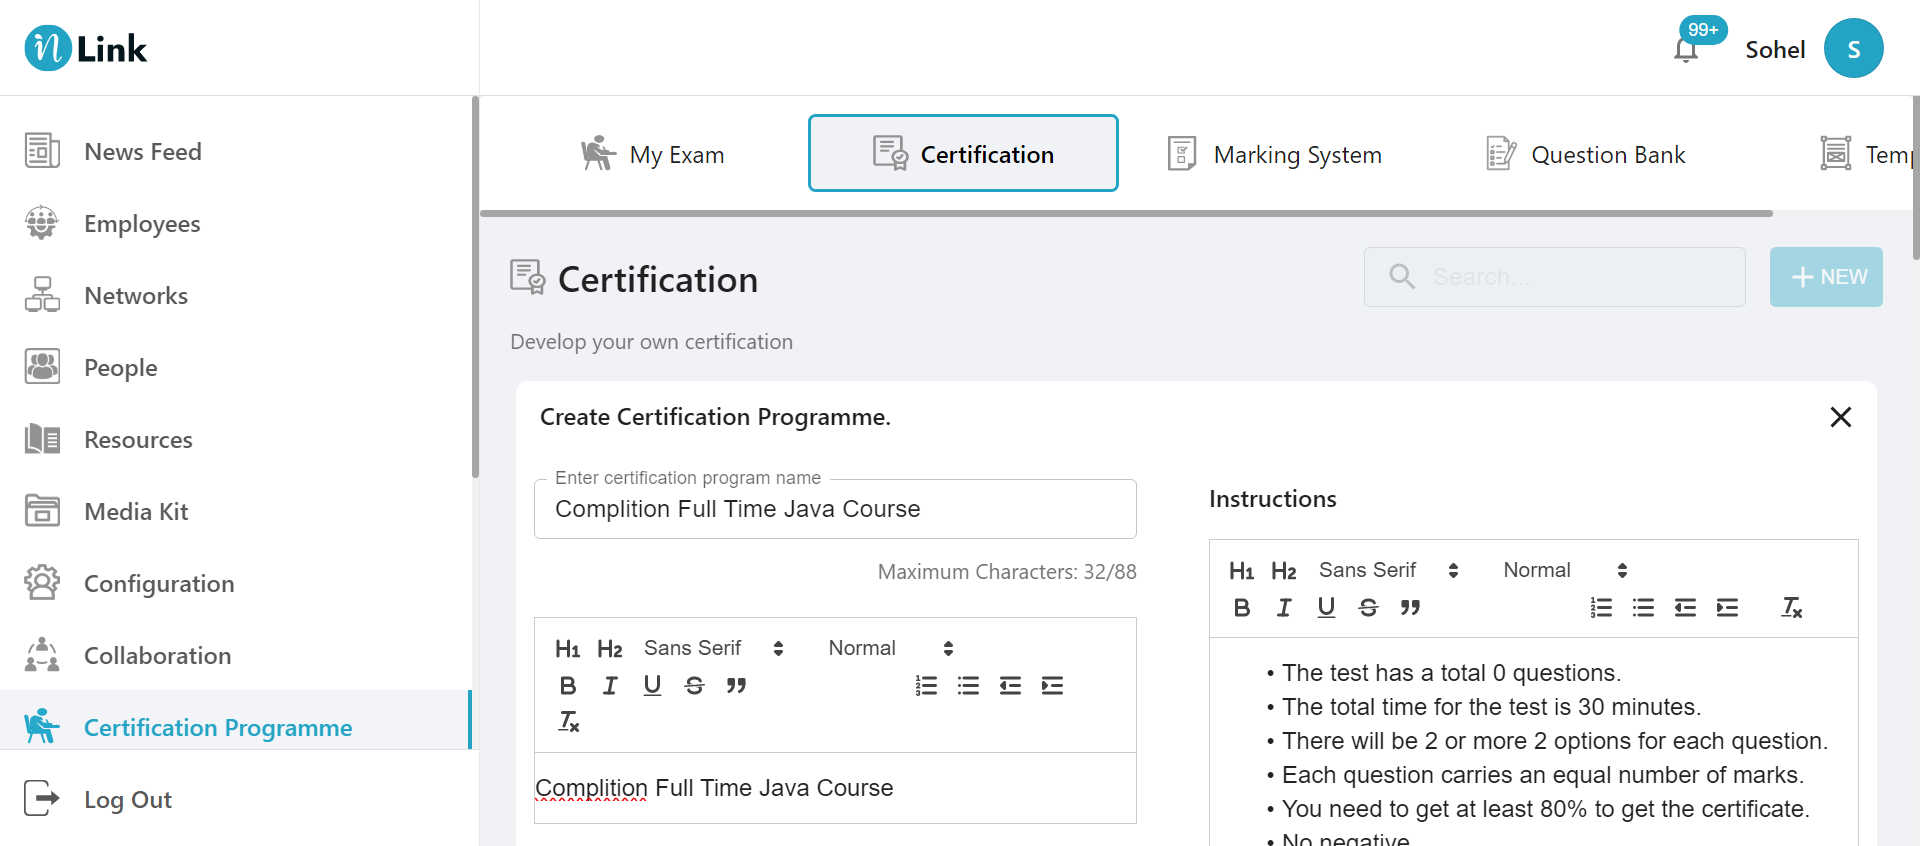 n Link
99+
Sohel
S
News Feed
Employees
Networks
People
Resources
Media Kit
Configuration
Collaboration
Certification Programme
Log Out
My Exam
Certification
Marking System
Question Bank
Temp
Certification
Search...
+ NEW
Develop your own certification
Create Certification Programme.
Enter certification program name
Complition Full Time Java Course
Maximum Characters: 32/88
H1 H2 Sans Serif Normal
B I U S ”
Tx
Complition Full Time Java Course
Instructions
H1 H2 Sans Serif Normal
B I U S ” Tx
• The test has a total 0 questions.
• The total time for the test is 30 minutes.
• There will be 2 or more 2 options for each question.
• Each question carries an equal number of marks.
• You need to get at least 80% to get the certificate.
• No negative